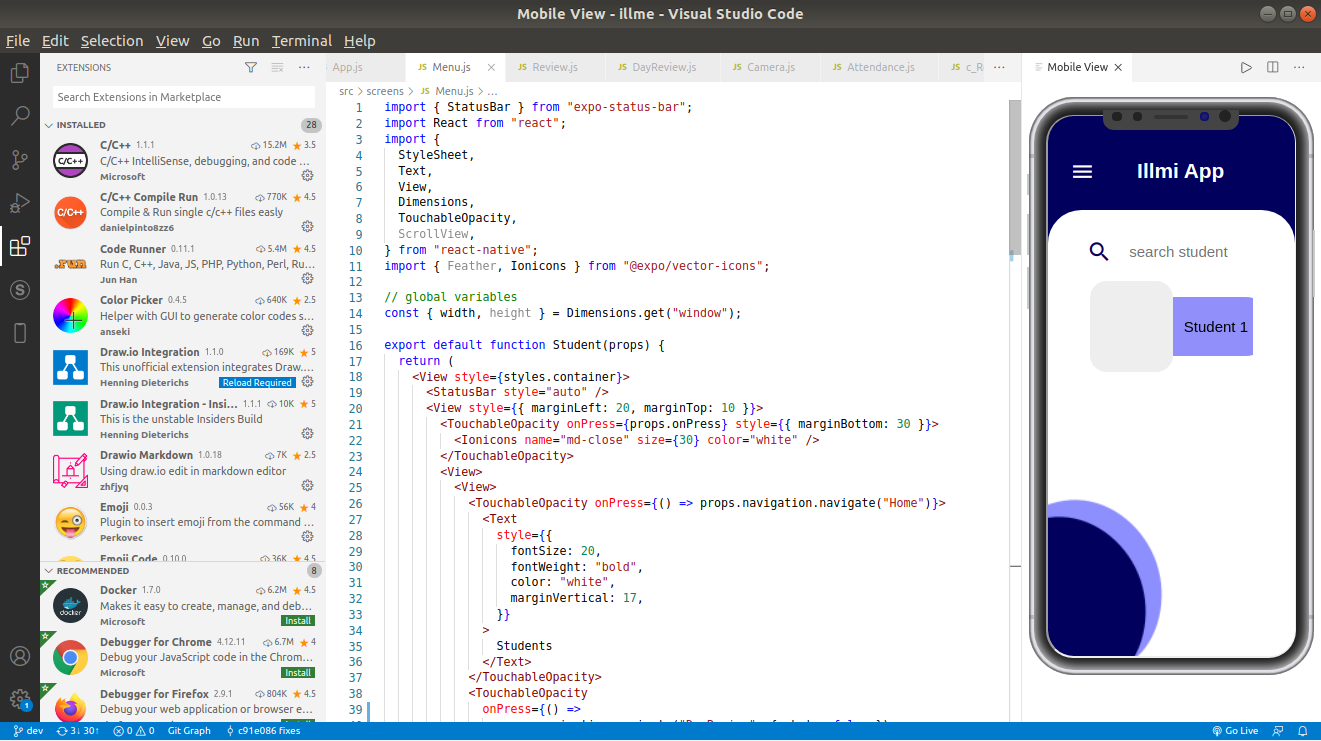 Mobile View - illme - Visual Studio Code
File Edit Selection View Go Run Terminal Help
EXTENSIONS
Search Extensions in Marketplace
INSTALLED 28
C/C++ 1.1.1 15.2M 3.5
C/C++ IntelliSense, debugging, and code ...
Microsoft
C/C++ Compile Run 1.0.13 770K 4.5
Compile & Run single c/c++ files easly
danielpinto8zz6
Code Runner 0.11.1 5.4M 4.5
Run C, C++, Java, JS, PHP, Python, Perl, Ru...
Jun Han
Color Picker 0.4.5 640K 2.5
Helper with GUI to generate color codes s...
anseki
Draw.io Integration 1.1.0 169K 5
This unofficial extension integrates Draw....
Henning Dieterichs Reload Required
Draw.io Integration - Insi... 1.1.1 10K 5
This is the unstable Insiders Build
Henning Dieterichs
Drawio Markdown 1.0.18 7K 2.5
Using draw.io edit in markdown editor
zhfjyq
Emoji 0.0.3 56K 4
Plugin to insert emoji from the command ...
Perkovec
Emoji Code 0.10.0 36K 4.5
RECOMMENDED 8
Docker 1.7.0 6.2M 4.5
Makes it easy to create, manage, and deb...
Microsoft Install
Debugger for Chrome 4.12.11 6.7M 4
Debug your JavaScript code in the Chrom...
Microsoft Install
Debugger for Firefox 2.9.1 804K 4.5
Debug your web application or browser e...
App.js JS Menu.js JS Review.js JS DayReview.js JS Camera.js JS Attendance.js JS c_R ...
src > screens > JS Menu.js > ...
1 import { StatusBar } from "expo-status-bar";
2 import React from "react";
3 import {
4 StyleSheet,
5 Text,
6 View,
7 Dimensions,
8 TouchableOpacity,
9 ScrollView,
10 } from "react-native";
11 import { Feather, Ionicons } from "@expo/vector-icons";
12
13 // global variables
14 const { width, height } = Dimensions.get("window");
15
16 export default function Student(props) {
17 return (
18 <View style={styles.container}>
19 <StatusBar style="auto" />
20 <View style={{ marginLeft: 20, marginTop: 10 }}>
21 <TouchableOpacity onPress={props.onPress} style={{ marginBottom: 30 }}>
22 <Ionicons name="md-close" size={30} color="white" />
23 </TouchableOpacity>
24 <View>
25 <View>
26 <TouchableOpacity onPress={() => props.navigation.navigate("Home")}>
27 <Text
28 style={{
29 fontSize: 20,
30 fontWeight: "bold",
31 color: "white",
32 marginVertical: 17,
33 }}
34 >
35 Students
36 </Text>
37 </TouchableOpacity>
38 <TouchableOpacity
39 onPress={() =>
Mobile View
Illmi App
search student
Student 1
C/C++
C/C++
.run
docker
1
dev 3↓ 30↑ 0 0 Git Graph c91e086 fixes Go Live